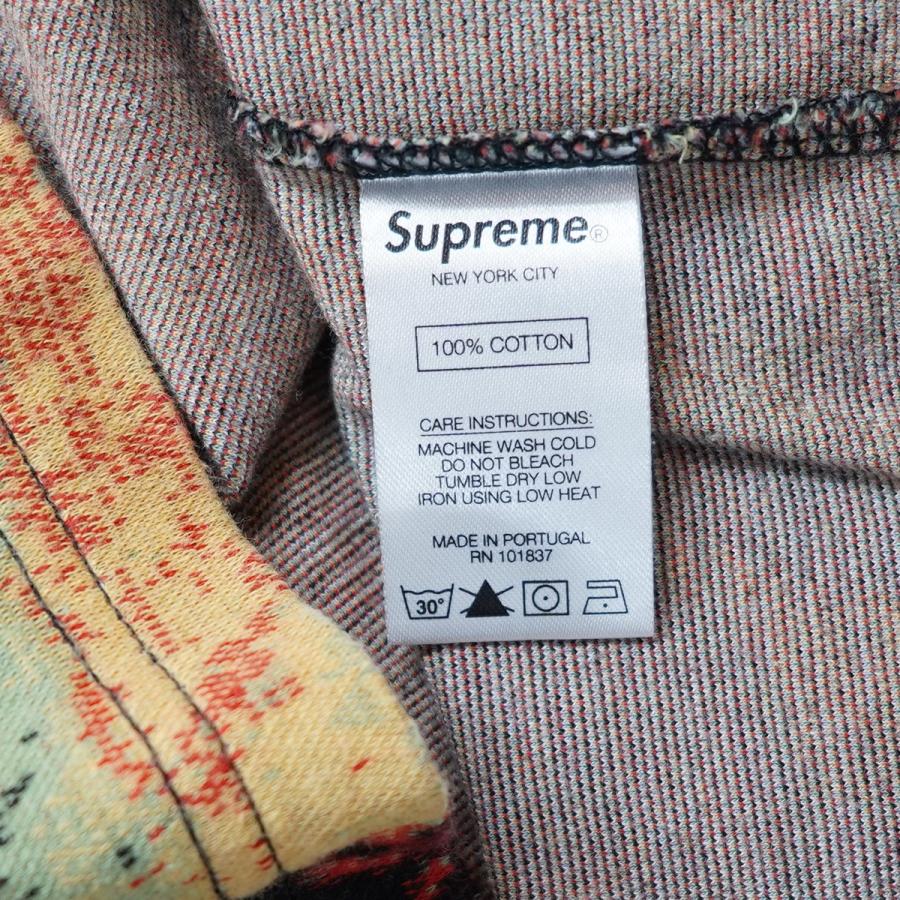 Supreme®
NEW YORK CITY
100% COTTON
CARE INSTRUCTIONS:
MACHINE WASH COLD
DO NOT BLEACH
TUMBLE DRY LOW
IRON USING LOW HEAT
MADE IN PORTUGAL
RN 101837
30°